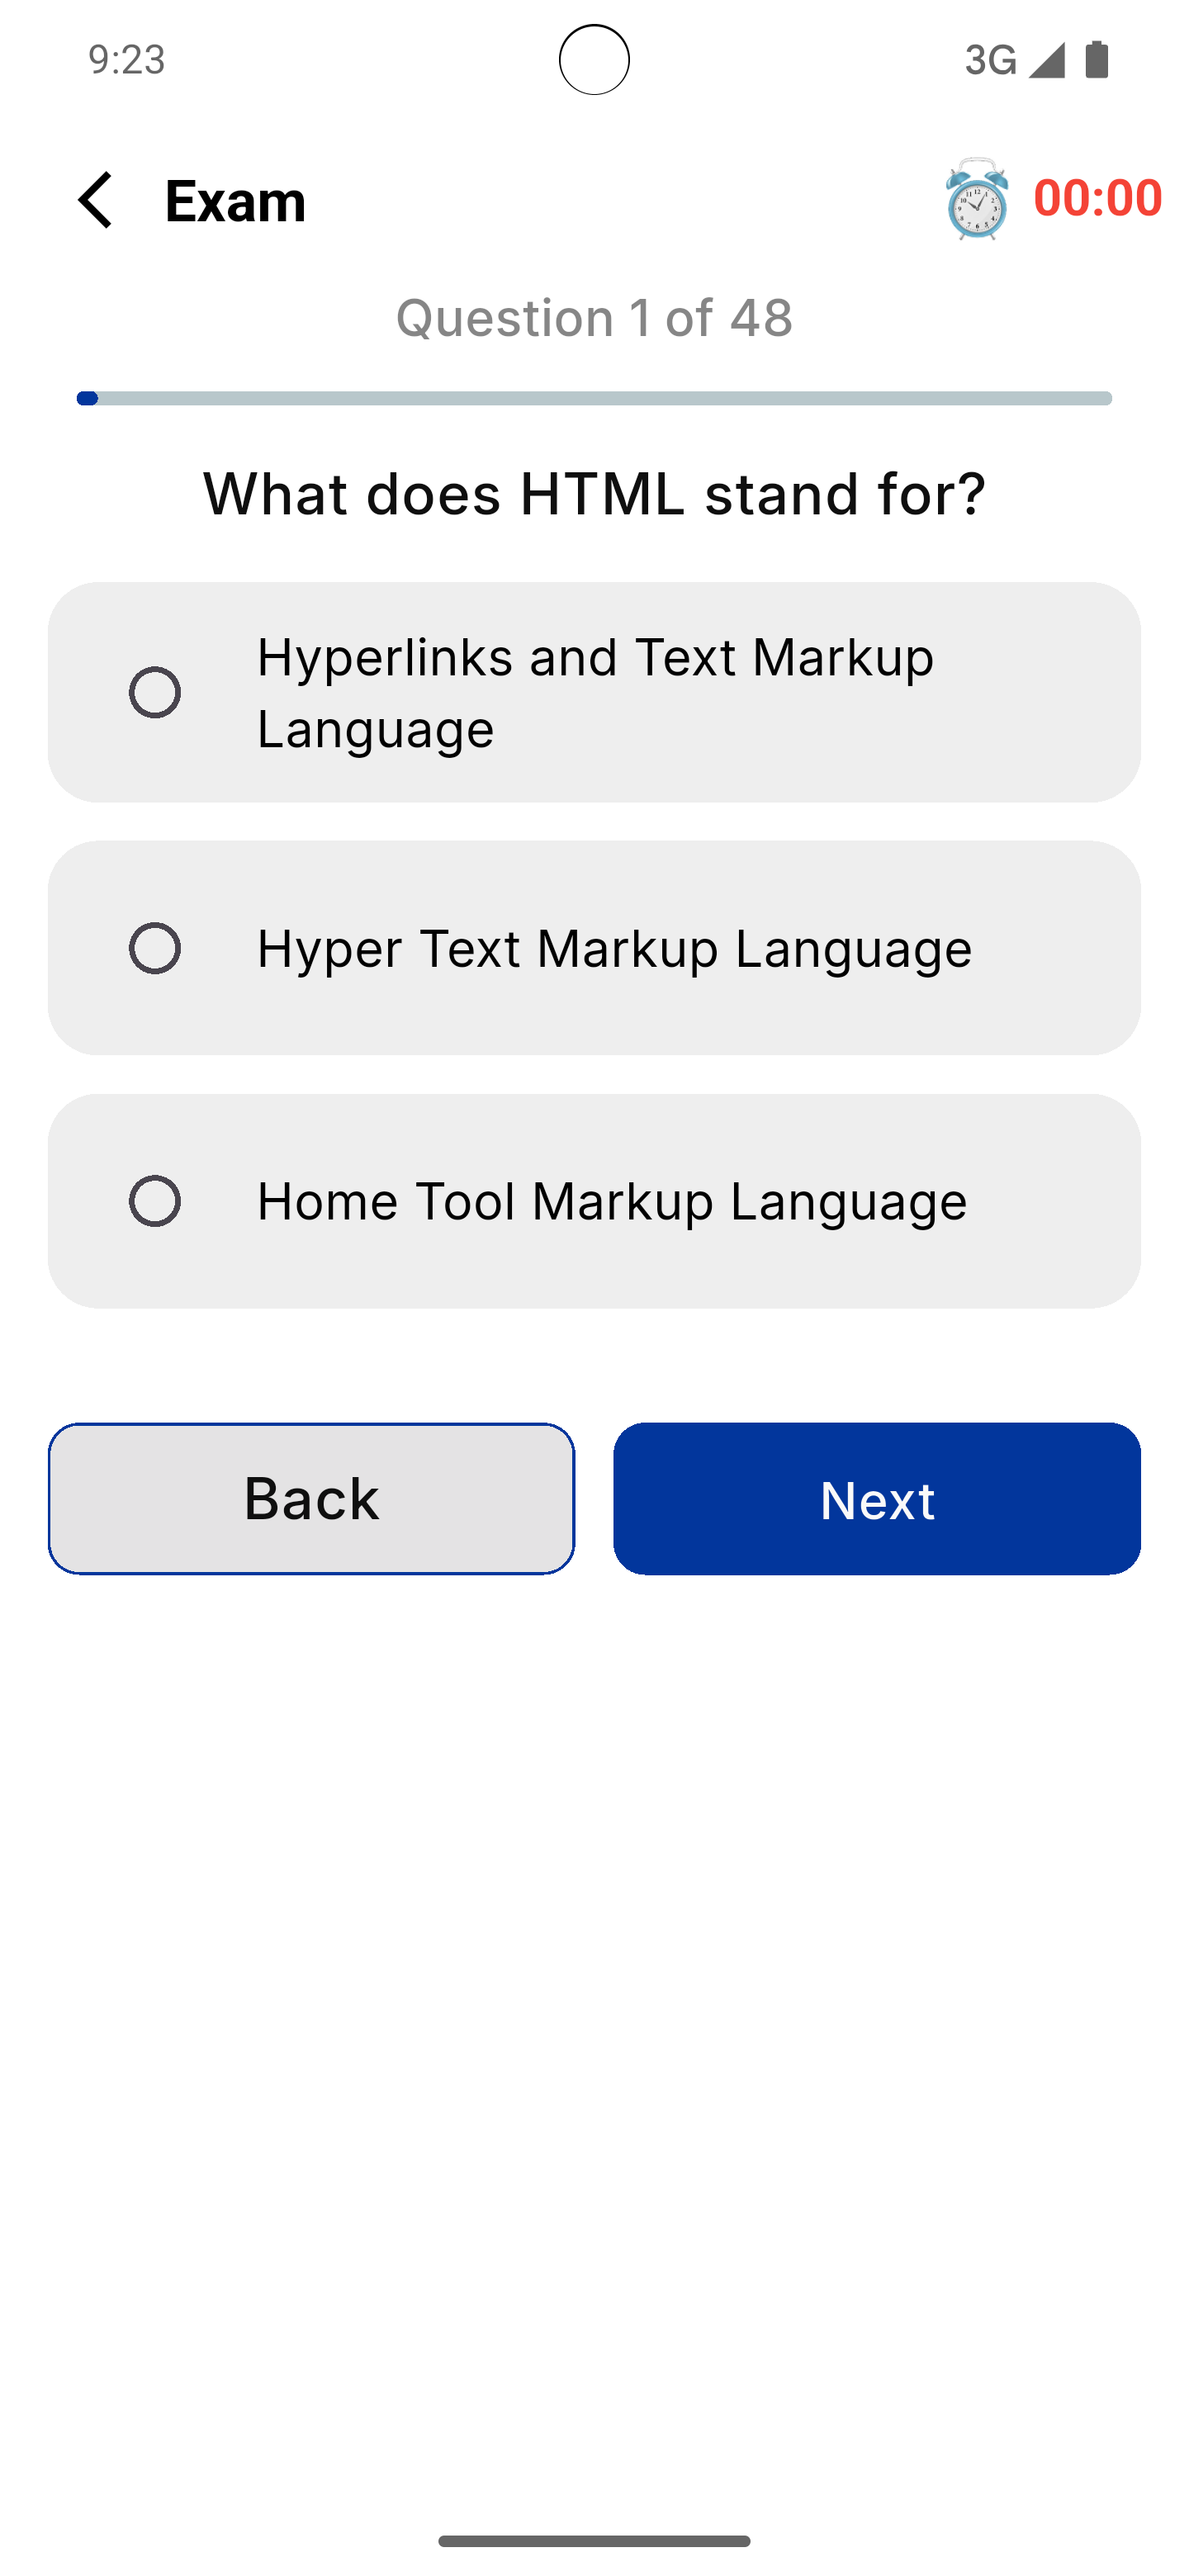 9:23
3G
Exam
00:00
Question 1 of 48
What does HTML stand for?
Hyperlinks and Text Markup
Language
Hyper Text Markup Language
Home Tool Markup Language
Back
Next